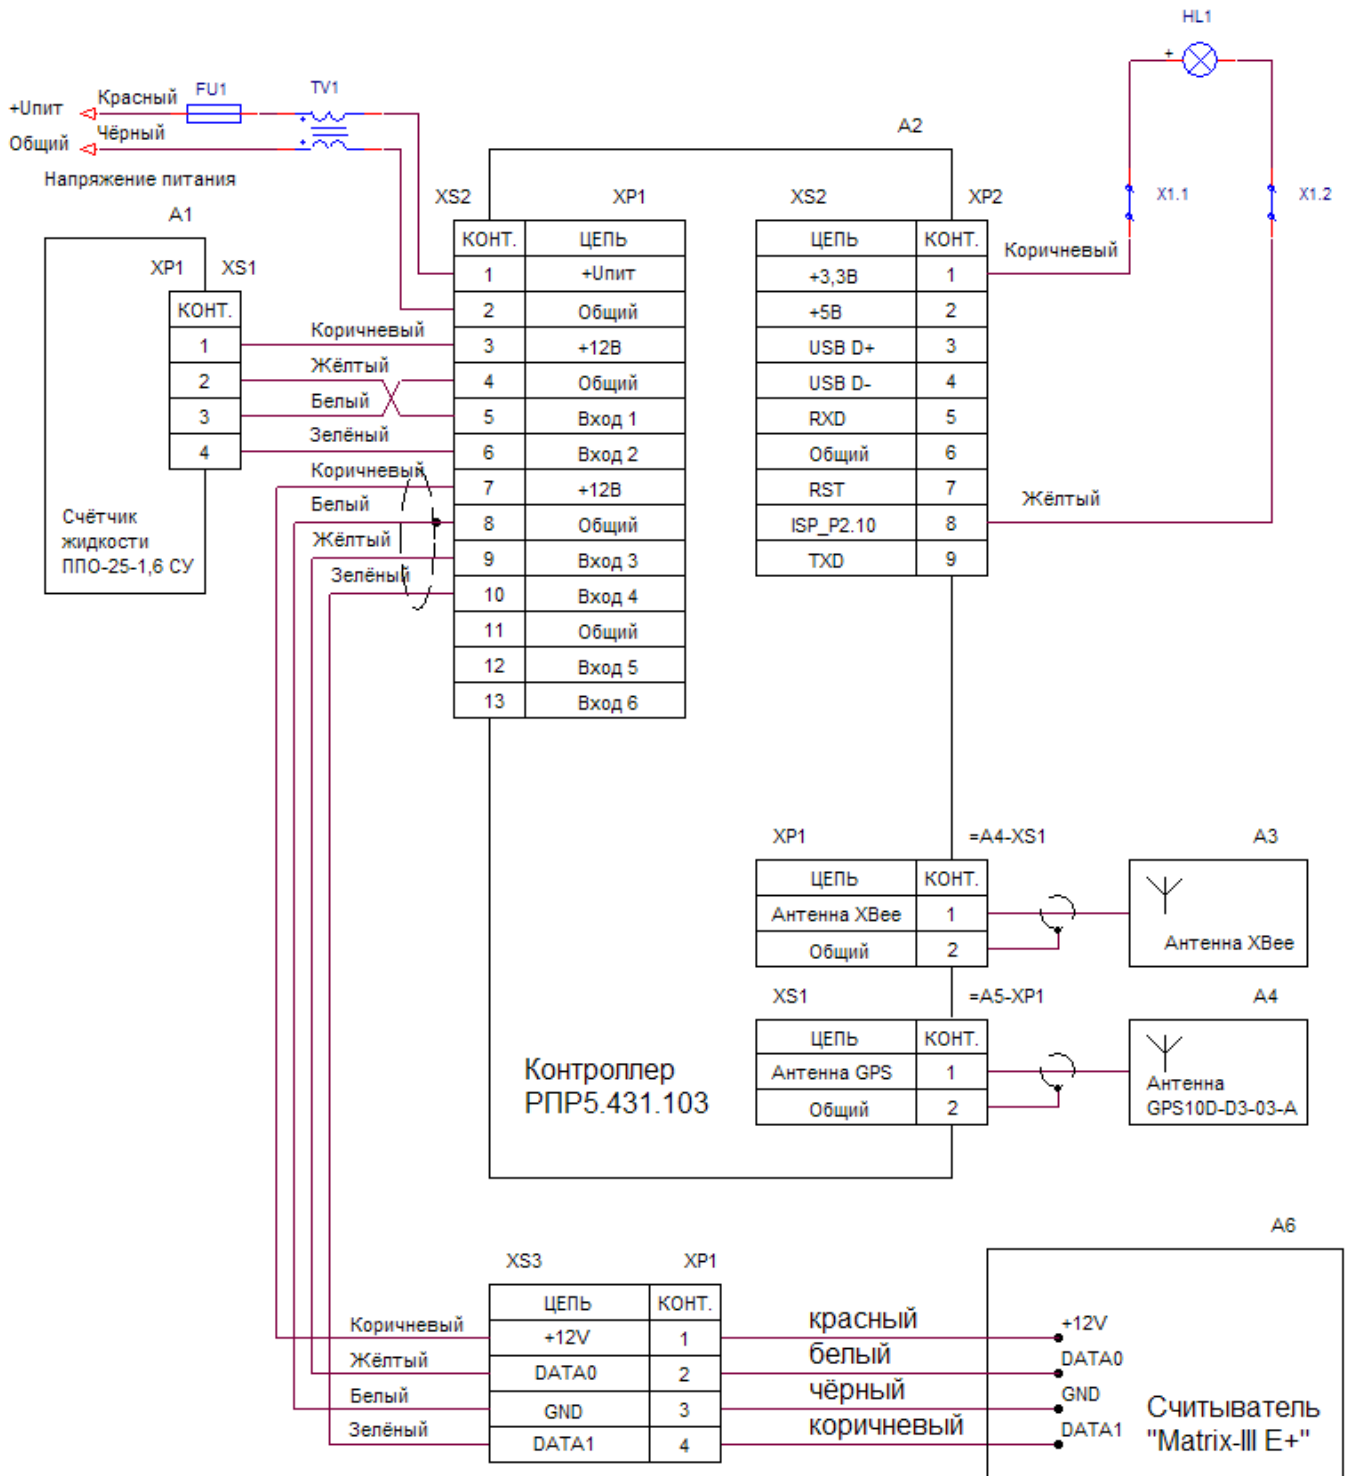 HL1
+
+Uпит
Красный
FU1
TV1
Общий
Чёрный
Напряжение питания
A2
A1
XS2
XP1
XS2
XP2
X1.1
X1.2
XP1
XS1
КОНТ.
ЦЕПЬ
1
+Uпит
2
Общий
3
+12В
4
Общий
5
Вход 1
6
Вход 2
7
+12В
8
Общий
9
Вход 3
10
Вход 4
11
Общий
12
Вход 5
13
Вход 6
ЦЕПЬ
КОНТ.
+3,3В
1
+5В
2
USB D+
3
USB D-
4
RXD
5
Общий
6
RST
7
ISP_P2.10
8
TXD
9
Коричневый
Жёлтый
КОНТ.
1
2
3
4
Коричневый
Жёлтый
Белый
Зелёный
Коричневый
Белый
Жёлтый
Зелёный
Счётчик
жидкости
ППО-25-1,6 СУ
XP1
=A4-XS1
A3
ЦЕПЬ
КОНТ.
Антенна XBee
1
Общий
2
Антенна XBee
XS1
=A5-XP1
A4
ЦЕПЬ
КОНТ.
Антенна GPS
1
Общий
2
Антенна
GPS10D-D3-03-A
Контроллер
РПР5.431.103
A6
XS3
XP1
ЦЕПЬ
КОНТ.
Коричневый
+12V
1
красный
+12V
Жёлтый
DATA0
2
белый
DATA0
Белый
GND
3
чёрный
GND
Зелёный
DATA1
4
коричневый
DATA1
Считыватель
"Matrix-III E+"